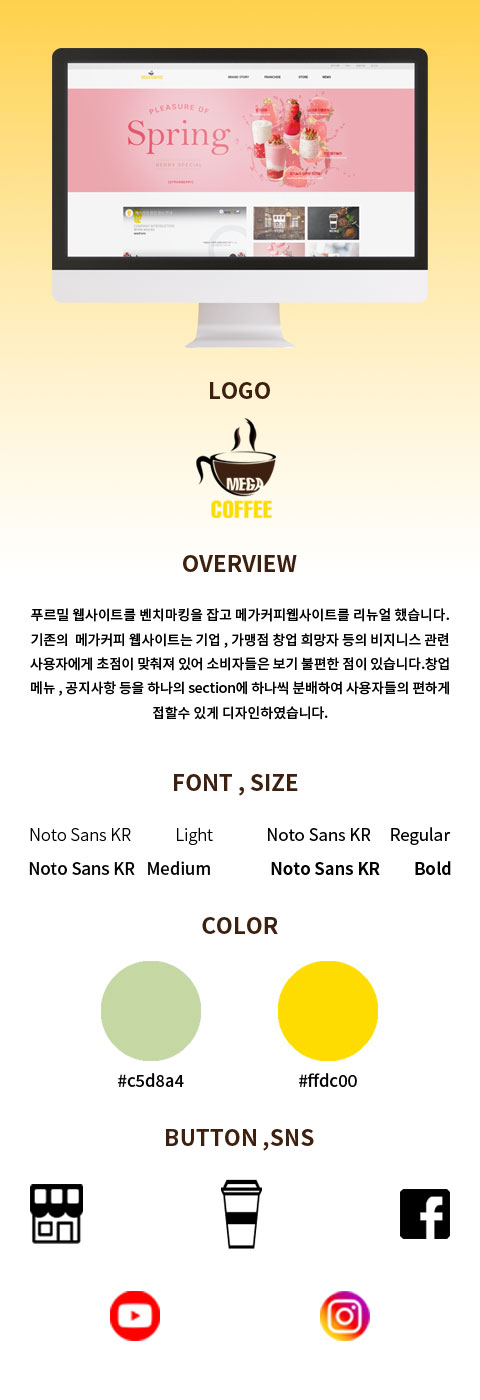 BRAND STORY FRANCHISE STORE NEWS
PLEASURE OF
Spring
BERRY SPECIAL
LOGO
MEGA
COFFEE
OVERVIEW
푸르밀 웹사이트를 벤치마킹을 잡고 메가커피웹사이트를 리뉴얼 했습니다.
기존의 메가커피 웹사이트는 기업 , 가맹점 창업 희망자 등의 비지니스 관련
사용자에게 초점이 맞춰져 있어 소비자들은 보기 불편한 점이 있습니다.창업
메뉴 , 공지사항 등을 하나의 section에 하나씩 분배하여 사용자들의 편하게
접할수 있게 디자인하였습니다.
FONT , SIZE
Noto Sans KR Light Noto Sans KR Regular
Noto Sans KR Medium Noto Sans KR Bold
COLOR
#c5d8a4 #ffdc00
BUTTON ,SNS